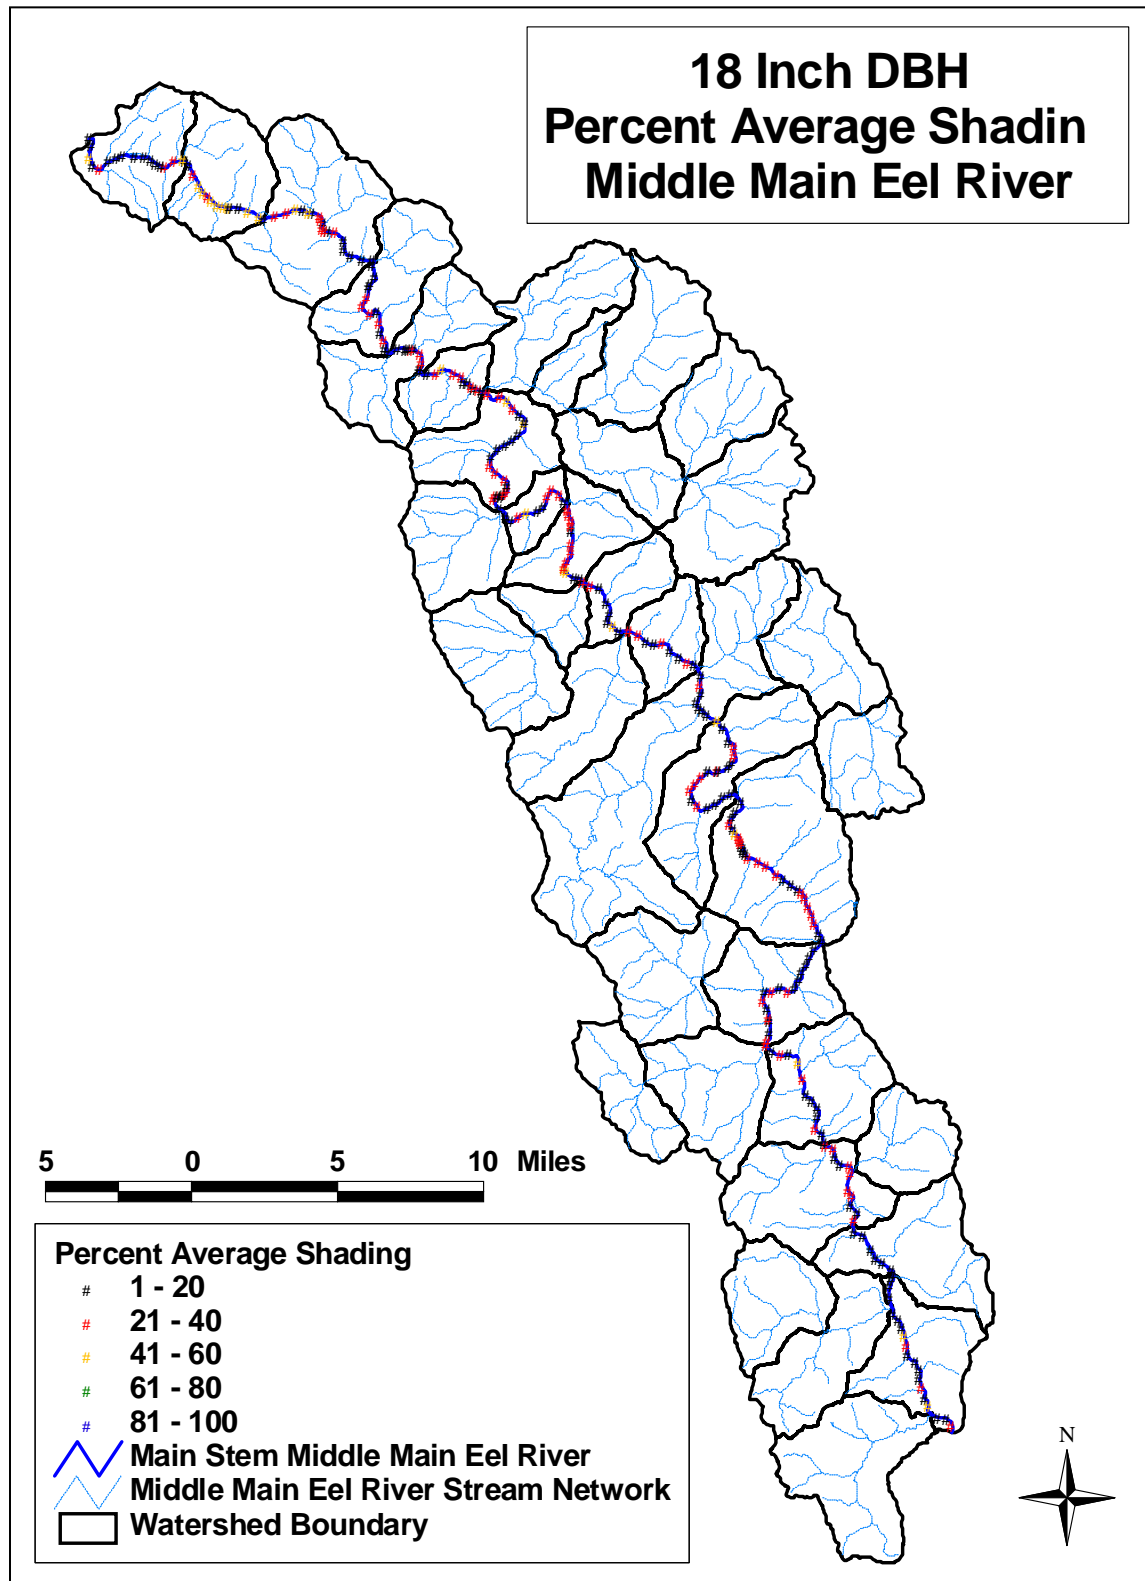 18 Inch DBH
Percent Average Shadin
Middle Main Eel River
5 0 5 10 Miles
Percent Average Shading
# 1 - 20
# 21 - 40
# 41 - 60
# 61 - 80
# 81 - 100
Main Stem Middle Main Eel River
Middle Main Eel River Stream Network
Watershed Boundary
N